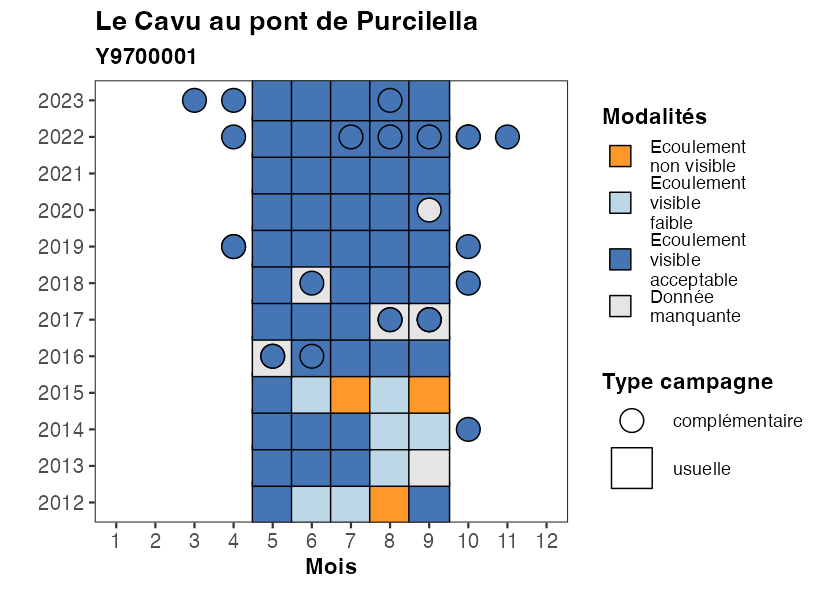 Le Cavu au pont de Purcilella
Y9700001
2023
2022
2021
2020
2019
2018
2017
2016
2015
2014
2013
2012
1 2 3 4 5 6 7 8 9 10 11 12
Mois
Modalités
Ecoulement
non visible
Ecoulement
visible
faible
Ecoulement
visible
acceptable
Donnée
manquante
Type campagne
complémentaire
usuelle